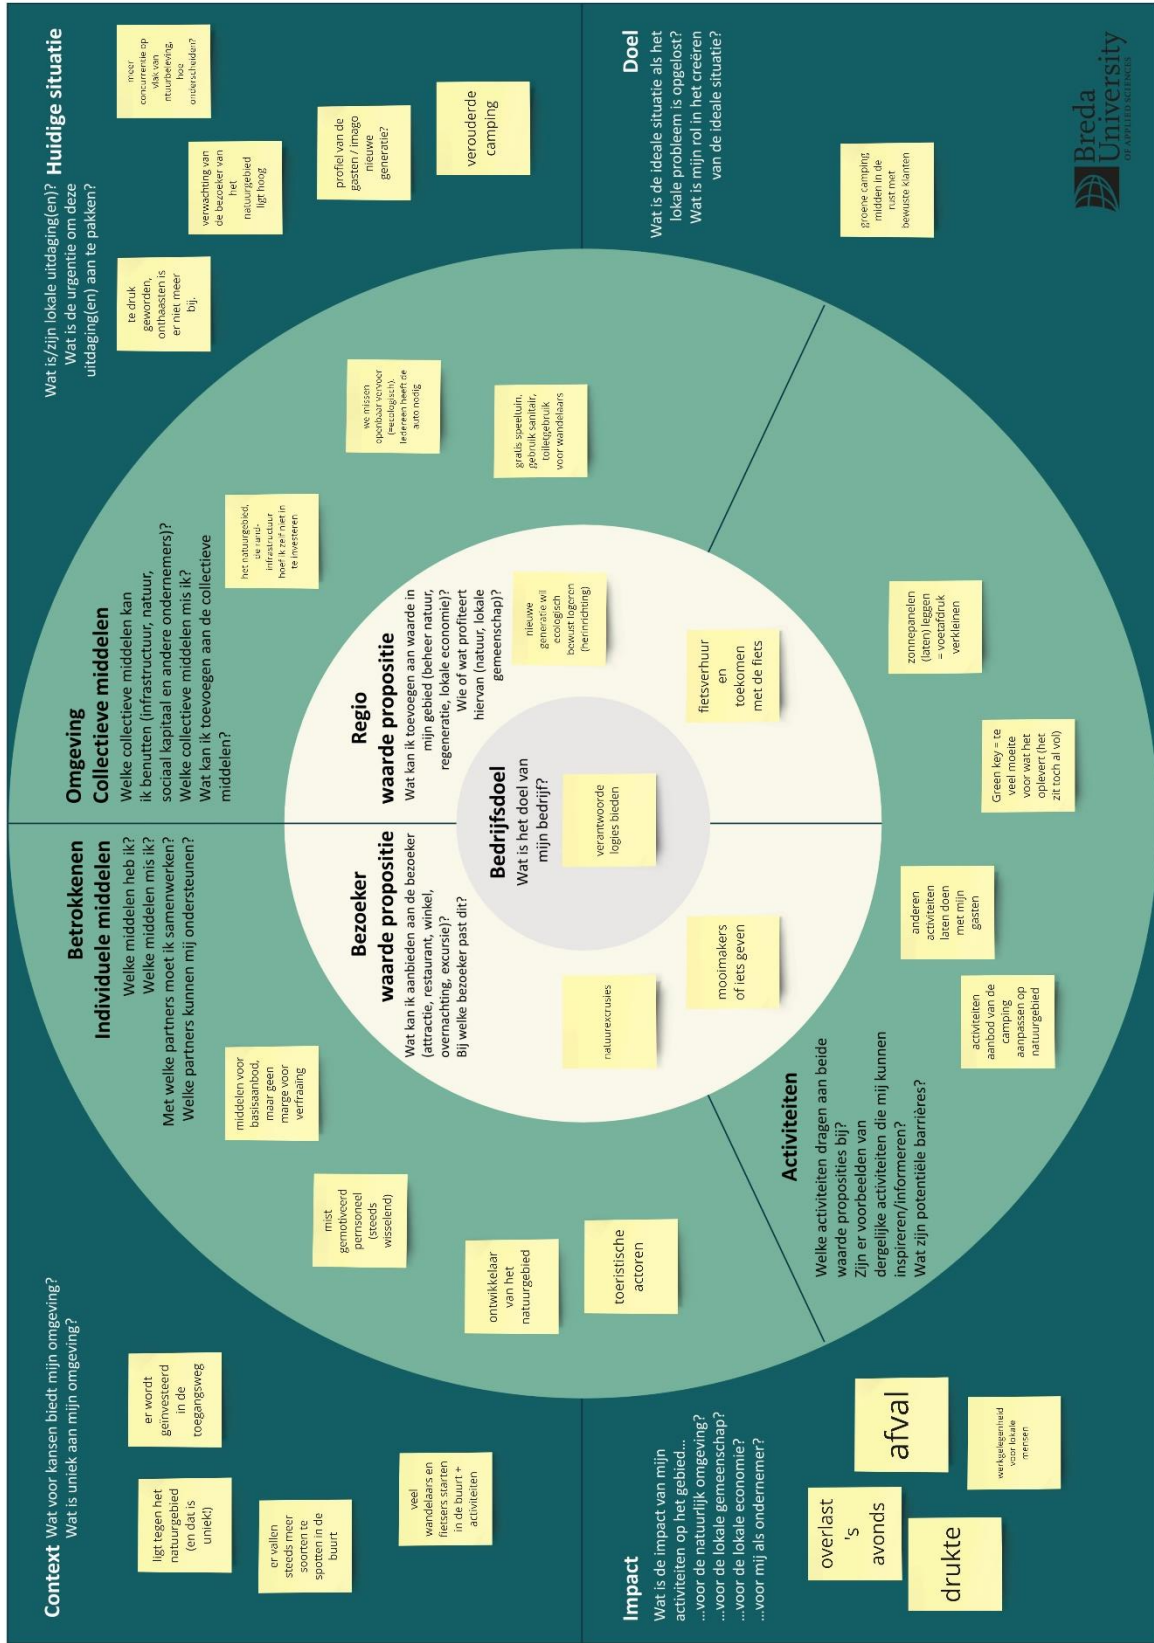 Context Wat voor kansen biedt mijn omgeving?
Wat is uniek aan mijn omgeving?
ligt tegen het
natuurgebied
(en dat is
uniek!)
er wordt
geïnvesteerd
in de
toegangsweg
er vallen
steeds meer
soorten te
spotten in de
buurt
veel
wandelaars en
fietsers starten
in de buurt +
activiteiten
Betrokkenen
Individuele middelen
Welke middelen heb ik?
Welke middelen mis ik?
Met welke partners moet ik samenwerken?
Welke partners kunnen mij ondersteunen?
middelen voor
basisaanbod,
maar geen
marge voor
verfraaing
mist
gemotiveerd
pernsoneel
(steeds
wisselend)
ontwikkelaar
van het
natuurgebied
toeristische
actoren
Omgeving
Collectieve middelen
Welke collectieve middelen kan
ik benutten (infrastructuur, natuur,
sociaal kapitaal en andere ondernemers)?
Welke collectieve middelen mis ik?
Wat kan ik toevoegen aan de collectieve
middelen?
het natuurgebied,
de rand-
infrastructuur
hoef ik zelf niet in
te investeren
we missen
openbaar vervoer
(=ecologisch).
Iedereen heeft de
auto nodig
gratis speeltuin,
gebruik sanitair,
toiletgebruik
voor wandelaars
Wat is/zijn lokale uitdaging(en)? Huidige situatie
Wat is de urgentie om deze
uitdaging(en) aan te pakken?
te druk
geworden,
onthaasten is
er niet meer
bij.
verwachting van
de bezoeker van
het
natuurgebied
ligt hoog
meer
concurrentie op
vlak van
ntuurbeleving,
hoe
onderscheiden?
profiel van de
gasten / imago
nieuwe
generatie?
verouderde
camping
Bezoeker
waarde propositie
Wat kan ik aanbieden aan de bezoeker
(attractie, restaurant, winkel,
overnachting, excursie)?
Bij welke bezoeker past dit?
natuurexcrusies
mooimakers
of iets geven
Regio
waarde propositie
Wat kan ik toevoegen aan waarde in
mijn gebied (beheer natuur,
regeneratie, lokale economie)?
Wie of wat profiteert
hiervan (natuur, lokale
gemeenschap)?
nieuwe
generatie wil
ecologisch
bewust logeren
(herinrichting)
fietsverhuur
en
toekomen
met de fiets
Bedrijfsdoel
Wat is het doel van
mijn bedrijf?
verantwoorde
logies bieden
Impact
Wat is de impact van mijn
activiteiten op het gebied...
...voor de natuurlijk omgeving?
...voor de lokale gemeenschap?
...voor de lokale economie?
...voor mij als ondernemer?
overlast
's
avonds
afval
drukte
werkgelegenheid
voor lokale
mensen
Activiteiten
Welke activiteiten dragen aan beide
waarde proposities bij?
Zijn er voorbeelden van
dergelijke activiteiten die mij kunnen
inspireren/informeren?
Wat zijn potentiële barrières?
activiteiten
aanbod van de
camping
aanpassen op
natuurgebied
anderen
activiteiten
laten doen
met mijn
gasten
Green key = te
veel moeite
voor wat het
oplevert (het
zit toch al vol)
zonnepanelen
(laten) leggen
= voetafdruk
verkleinen
Doel
Wat is de ideale situatie als het
lokale probleem is opgelost?
Wat is mijn rol in het creëren
van de ideale situatie?
groene camping
midden in de
rust met
bewuste klanten
Breda
University
OF APPLIED SCIENCES